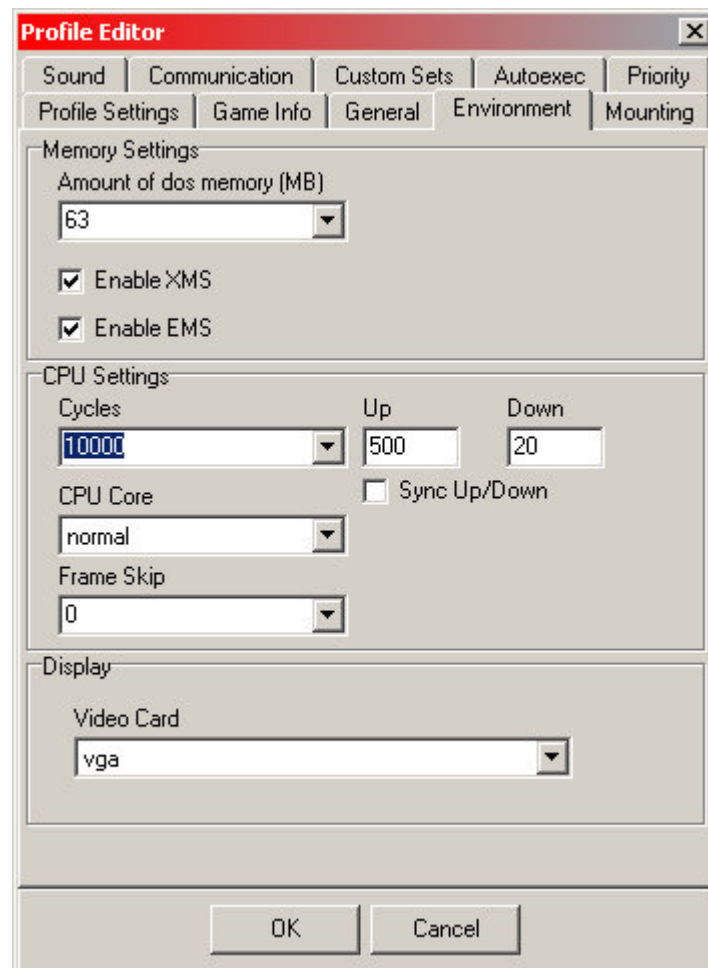 Profile Editor
Sound Communication Custom Sets Autoexec Priority
Profile Settings Game Info General Environment Mounting
Memory Settings
Amount of dos memory (MB)
63
Enable XMS
Enable EMS
CPU Settings
Cycles Up Down
10000 500 20
Sync Up/Down
CPU Core
normal
Frame Skip
0
Display
Video Card
vga
OK Cancel